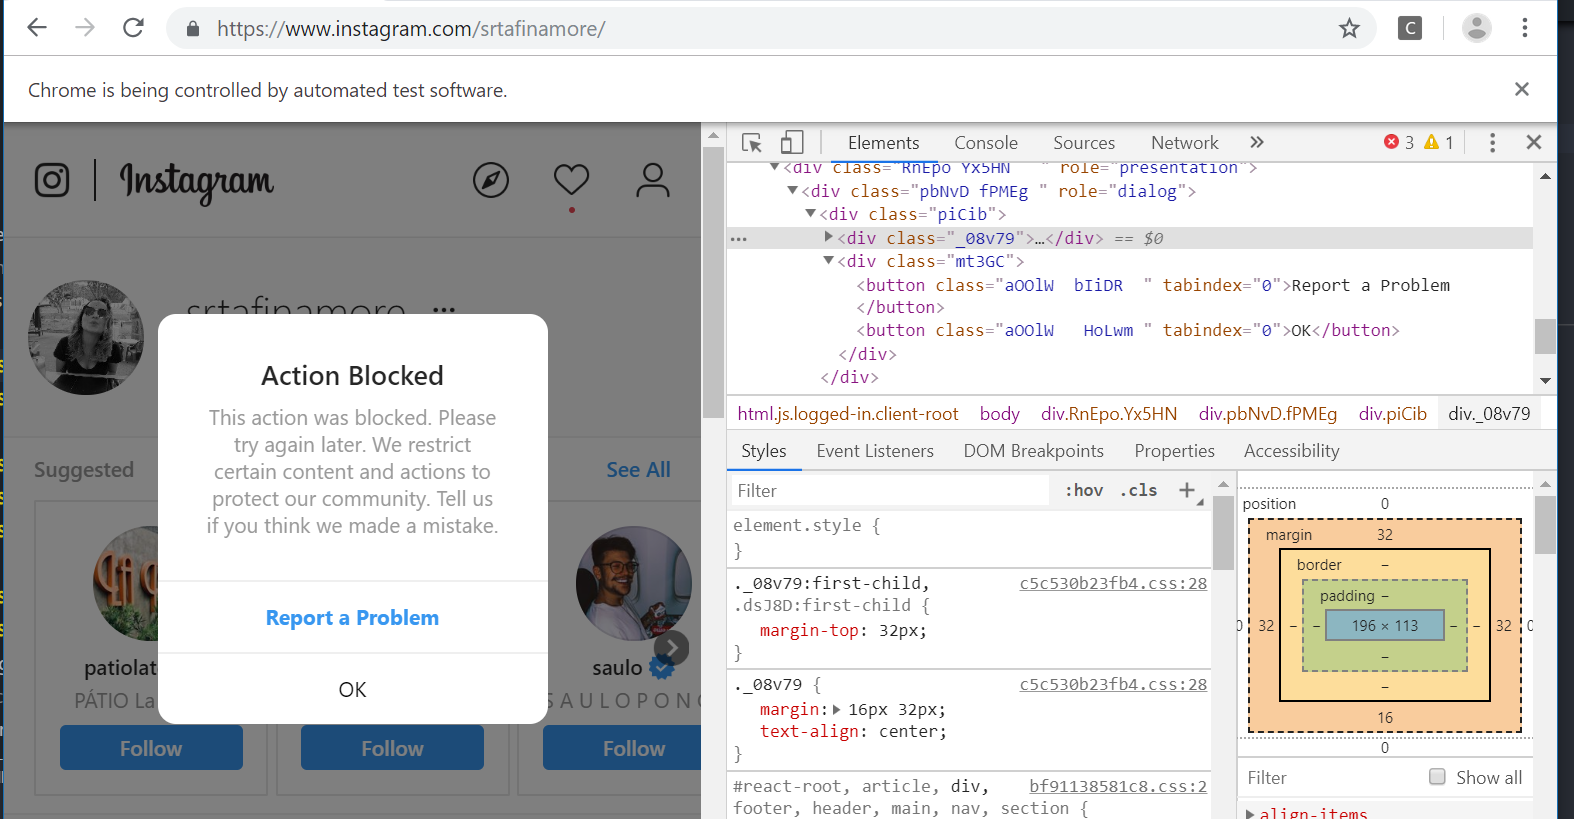 https://www.instagram.com/srtafinamore/
C
Chrome is being controlled by automated test software.
Instagram
srtafinamore
Action Blocked
This action was blocked. Please
try again later. We restrict
certain content and actions to
protect our community. Tell us
if you think we made a mistake.
Report a Problem
OK
Suggested
See All
patiolat
PÁTIO La
saulo
S A U L O P O N C
Follow
Follow
Follow
Elements
Console
Sources
Network
»
3
1
<div class="RnEpo Yx5HN   " role="presentation">
<div class="pbNvD fPMEg " role="dialog">
<div class="piCib">
<div class="_08v79">…</div> == $0
<div class="mt3GC">
<button class="aOOlW  bIiDR  " tabindex="0">Report a Problem
</button>
<button class="aOOlW   HoLwm " tabindex="0">OK</button>
</div>
</div>
html.js.logged-in.client-root body div.RnEpo.Yx5HN div.pbNvD.fPMEg div.piCib div._08v79
Styles Event Listeners DOM Breakpoints Properties Accessibility
Filter :hov .cls +
element.style {
}
._08v79:first-child, c5c530b23fb4.css:28
.dsJ8D:first-child {
margin-top: 32px;
}
._08v79 { c5c530b23fb4.css:28
margin: 16px 32px;
text-align: center;
}
#react-root, article, div, bf91138581c8.css:2
footer, header, main, nav, section {
position 0
margin 32
border –
padding –
0 32 – – 196 × 113 – – 32 0
–
–
16
0
Filter Show all
align-items